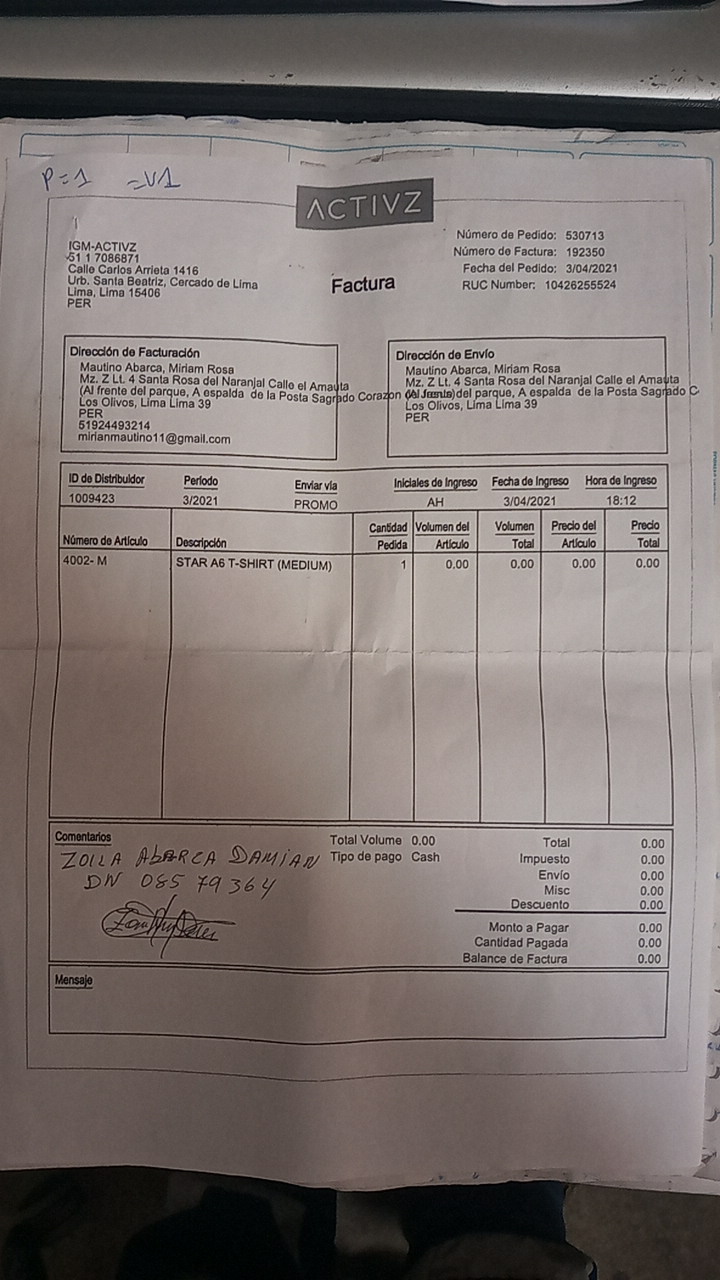 P=1 =V1
ACTIVZ
IGM-ACTIVZ
51 1 7086871
Calle Carlos Arrieta 1416
Urb. Santa Beatriz, Cercado de Lima
Lima, Lima 15406
PER
Factura
Número de Pedido: 530713
Número de Factura: 192350
Fecha del Pedido: 3/04/2021
RUC Number: 10426255524
Dirección de Facturación
Mautino Abarca, Miriam Rosa
Mz. Z Lt. 4 Santa Rosa del Naranjal Calle el Amauta
(Al frente del parque, A espalda de la Posta Sagrado Corazon
Los Olivos, Lima Lima 39
PER
51924493214
mirianmautino11@gmail.com
Dirección de Envío
Mautino Abarca, Miriam Rosa
Mz. Z Lt. 4 Santa Rosa del Naranjal Calle el Amauta
del parque, A espalda de la Posta Sagrado C
Los Olivos, Lima Lima 39
PER
ID de Distribuidor Período Enviar vía Iniciales de Ingreso Fecha de Ingreso Hora de Ingreso
1009423 3/2021 PROMO AH 3/04/2021 18:12
Número de Artículo Descripción Cantidad Pedida Volumen del Artículo Volumen Total Precio del Artículo Precio Total
4002- M STAR A6 T-SHIRT (MEDIUM) 1 0.00 0.00 0.00 0.00
Comentarios
ZOILA AbARCA DAMIAN
DN 08579364
Total Volume 0.00
Tipo de pago Cash
Total 0.00
Impuesto 0.00
Envío 0.00
Misc 0.00
Descuento 0.00
Monto a Pagar 0.00
Cantidad Pagada 0.00
Balance de Factura 0.00
Mensaje